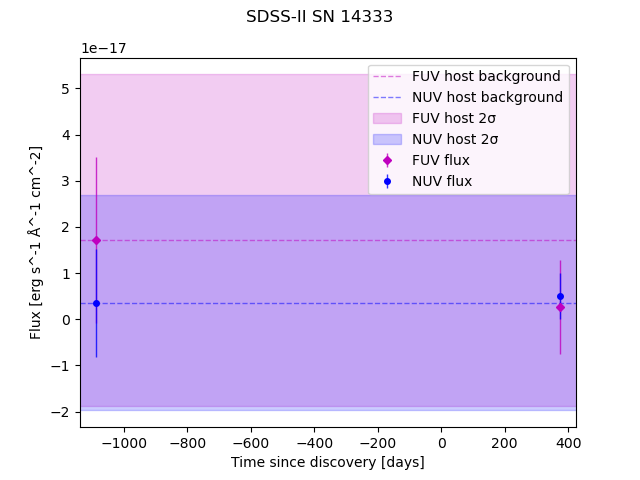 SDSS-II SN 14333
1e−17
FUV host background
NUV host background
FUV host 2σ
NUV host 2σ
FUV flux
NUV flux
5
4
3
2
1
0
−1
−2
Flux [erg s^-1 Å^-1 cm^-2]
−1000 −800 −600 −400 −200 0 200 400
Time since discovery [days]